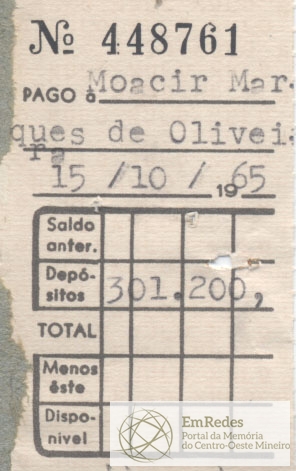 Nº 448761
PAGO à Moacir Mar-
ques de Olivei-
ra
15 /10 / 1965
Saldo anter.
Depó-sitos 301.200,
TOTAL
Menos êste
Dispo-nivel
EmRedes
Portal da Memória
do Centro-Oeste Mineiro